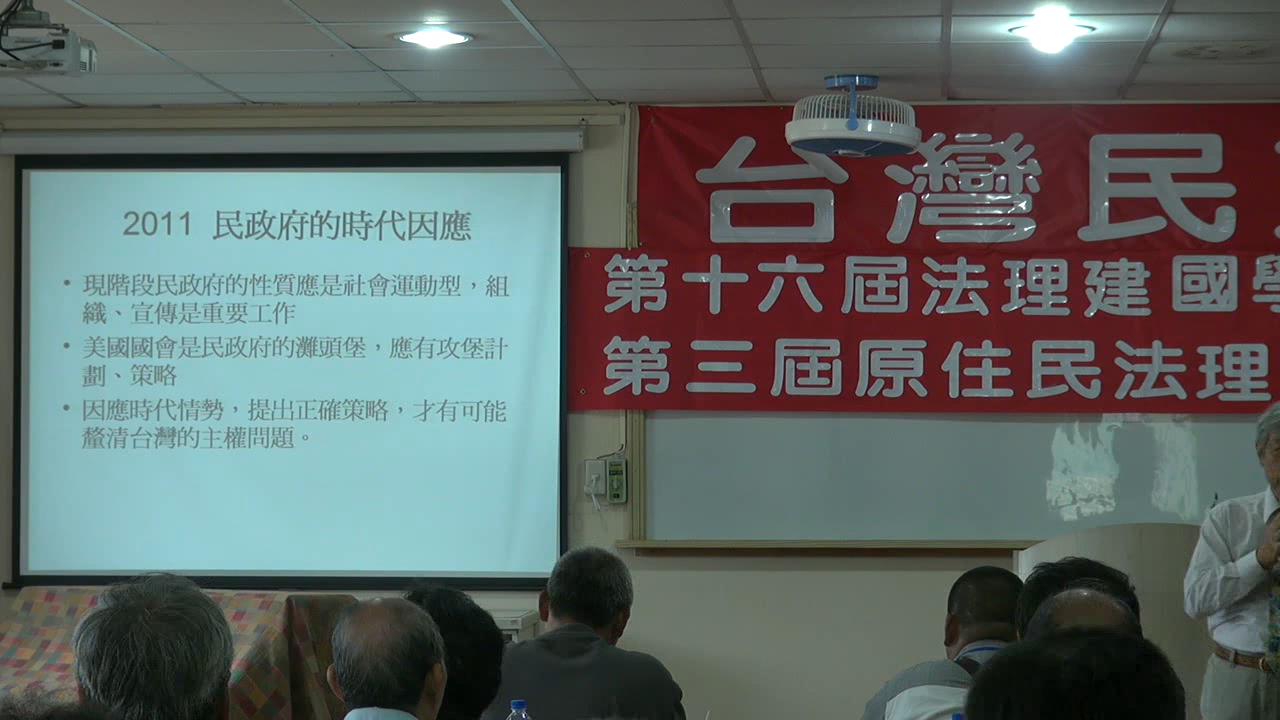 2011 民政府的時代因應
• 現階段民政府的性質應是社會運動型，組
織、宣傳是重要工作
• 美國國會是民政府的灘頭堡，應有攻堡計
劃、策略
• 因應時代情勢，提出正確策略，才有可能
釐清台灣的主權問題。
台灣民
第十六屆法理建國學
第三屆原住民法理